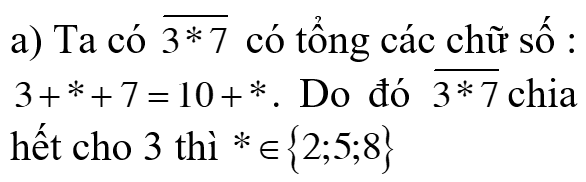 a) Ta có $\overline{3*7}$ có tổng các chữ số :
3+*+7=10+*. Do đó $\overline{3*7}$ chia
hết cho 3 thì *∈{2;5;8}